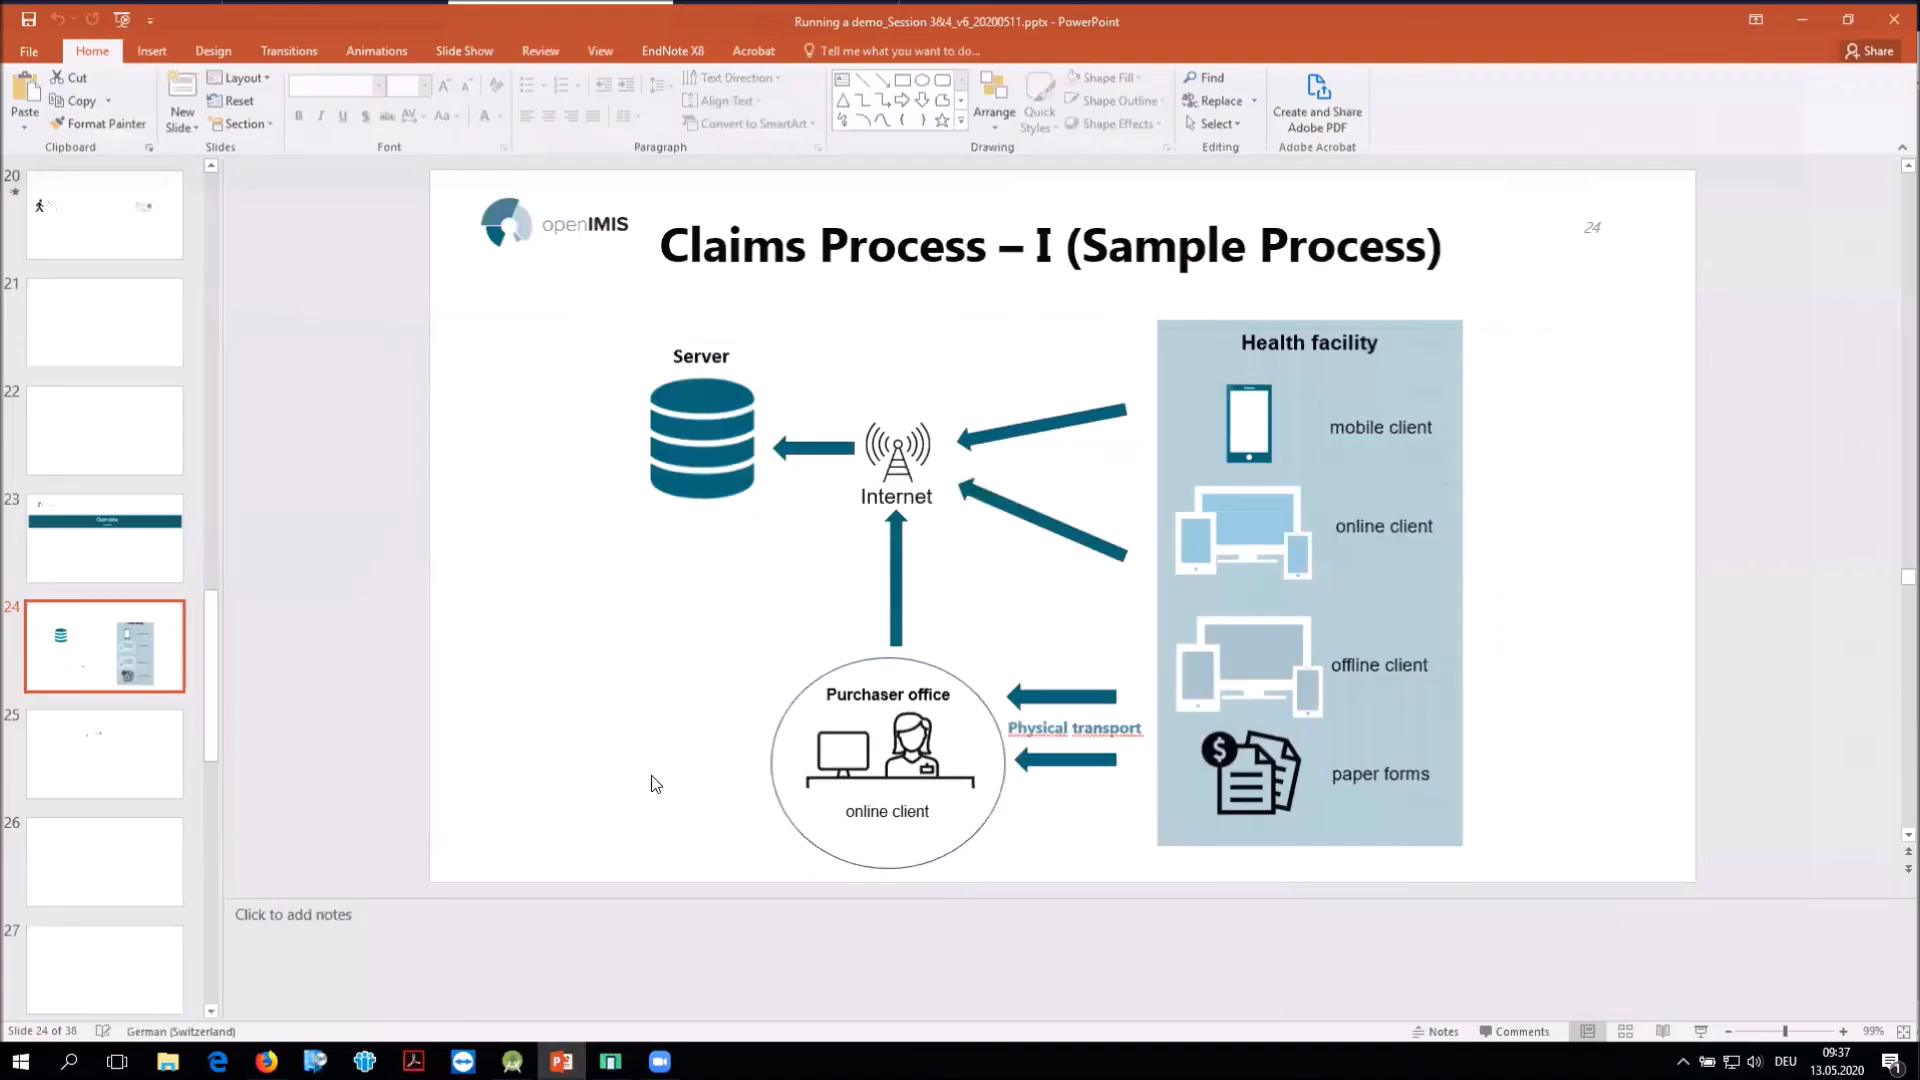 Running a demo_Session 3&4_v6_20200511.pptx - PowerPoint
File Home Insert Design Transitions Animations Slide Show Review View EndNote X8 Acrobat Tell me what you want to do... Share
Paste
Cut
Copy
Format Painter
Clipboard
New
Slide
Layout
Reset
Section
Slides
Font
Text Direction
Align Text
Convert to SmartArt
Paragraph
Arrange
Quick
Styles
Shape Fill
Shape Outline
Shape Effects
Drawing
Find
Replace
Select
Editing
Create and Share
Adobe PDF
Adobe Acrobat
20
21
22
23
24
25
26
27
openIMIS
Claims Process – I (Sample Process)
24
Server
Internet
Health facility
mobile client
online client
offline client
paper forms
Physical transport
Purchaser office
online client
Click to add notes
Slide 24 of 38 German (Switzerland) Notes Comments 99%
DEU 09:37
13.05.2020
1